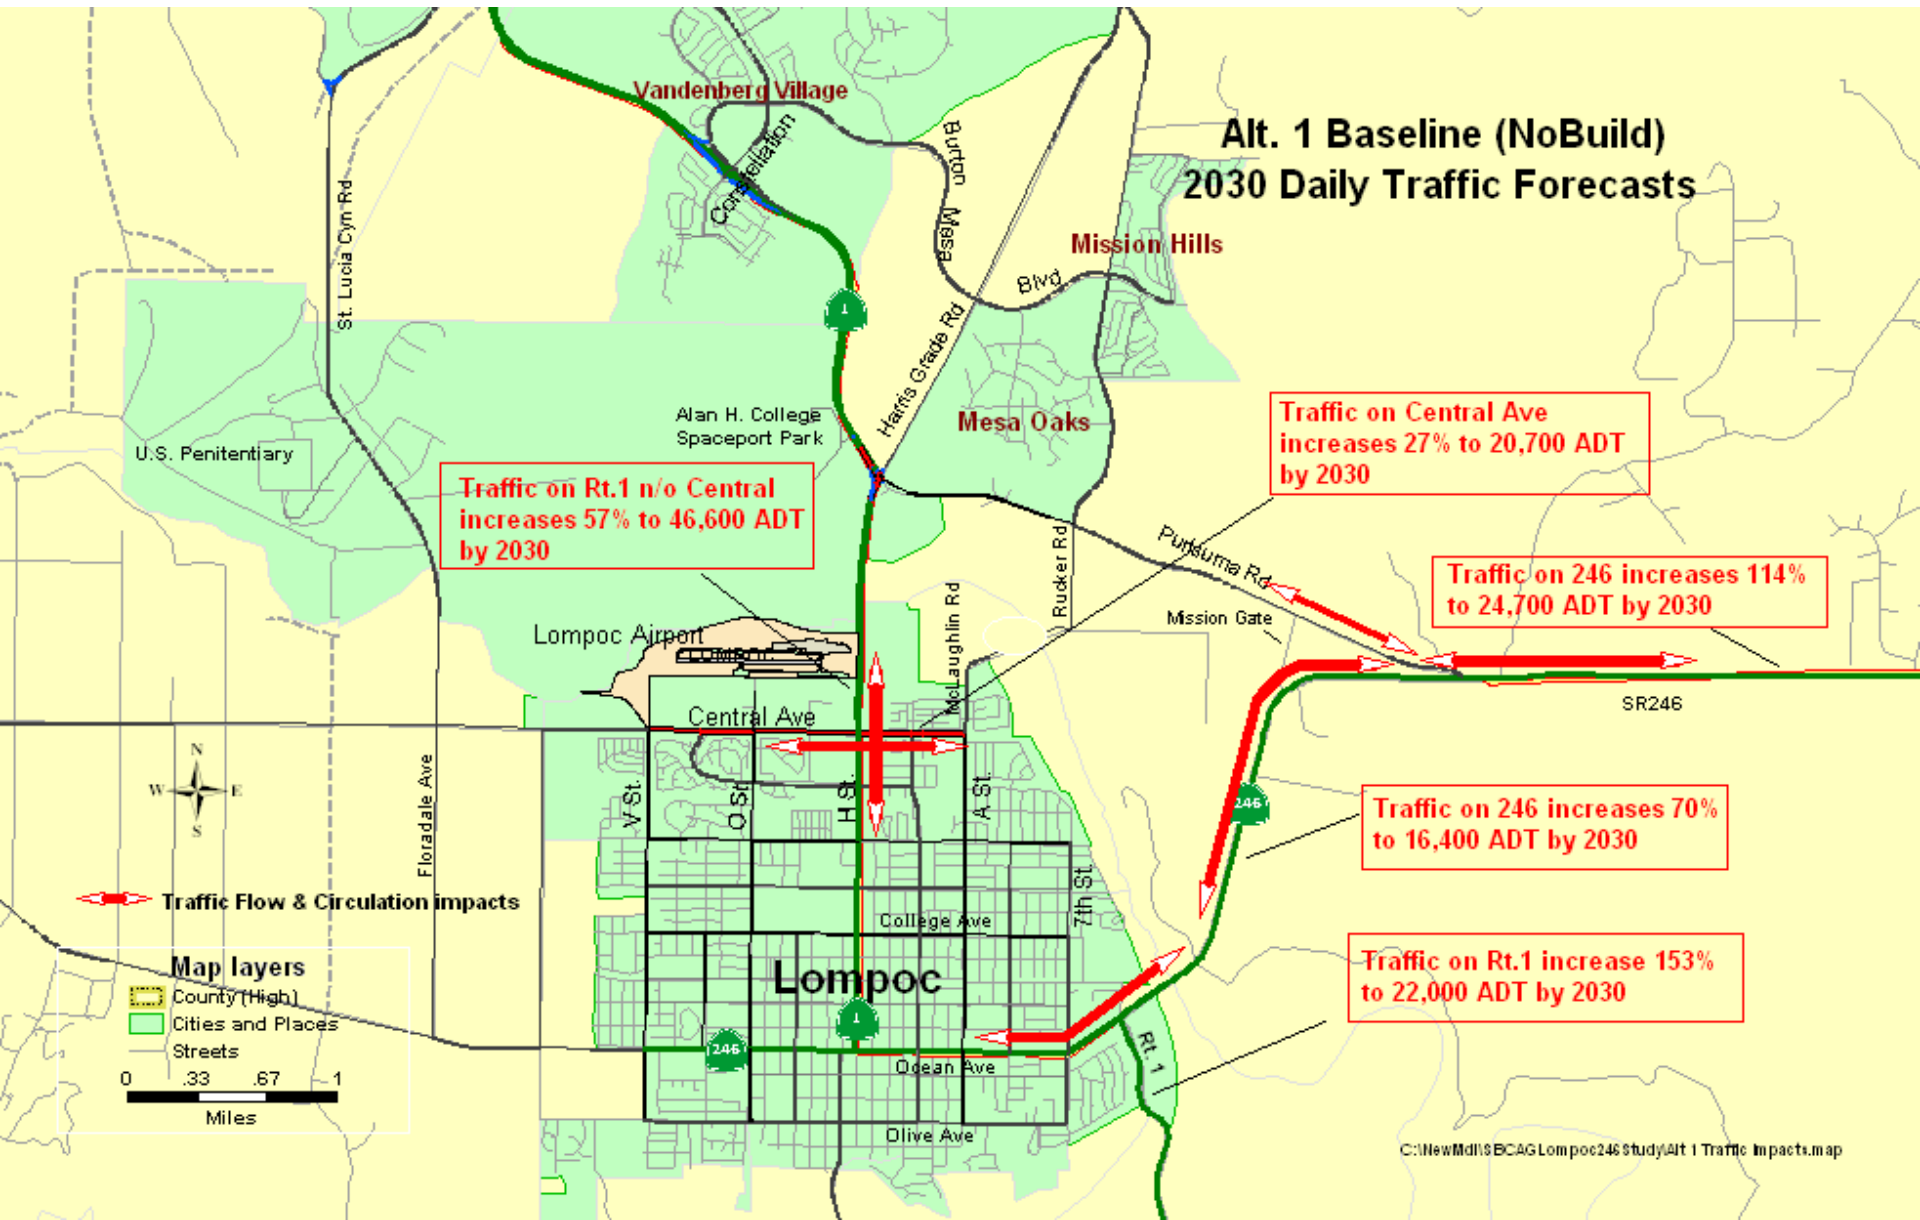 Alt. 1 Baseline (NoBuild)
2030 Daily Traffic Forecasts
Vandenberg Village
Constellation
Burton
Mesa
Blvd
Mission Hills
St. Lucia Cyn Rd
1
Harris Grade Rd
Mesa Oaks
Alan H. College
Spaceport Park
U.S. Penitentiary
Traffic on Central Ave
increases 27% to 20,700 ADT
by 2030
Traffic on Rt.1 n/o Central
increases 57% to 46,600 ADT
by 2030
Purisuma Rd
Rucker Rd
McLaughlin Rd
Mission Gate
Traffic on 246 increases 114%
to 24,700 ADT by 2030
Lompoc Airport
SR246
Central Ave
N
W
E
S
Floradale Ave
V St.
O St.
H St.
A St.
7th St.
246
Traffic on 246 increases 70%
to 16,400 ADT by 2030
Traffic Flow & Circulation impacts
College Ave
Lompoc
Traffic on Rt.1 increase 153%
to 22,000 ADT by 2030
Map layers
County (High)
Cities and Places
Streets
0 .33 .67 1
Miles
1
246
Ocean Ave
Rt. 1
Olive Ave
C:\NewMdl\SBCAGLompoc246Study\Alt 1 Traffic Impacts.map